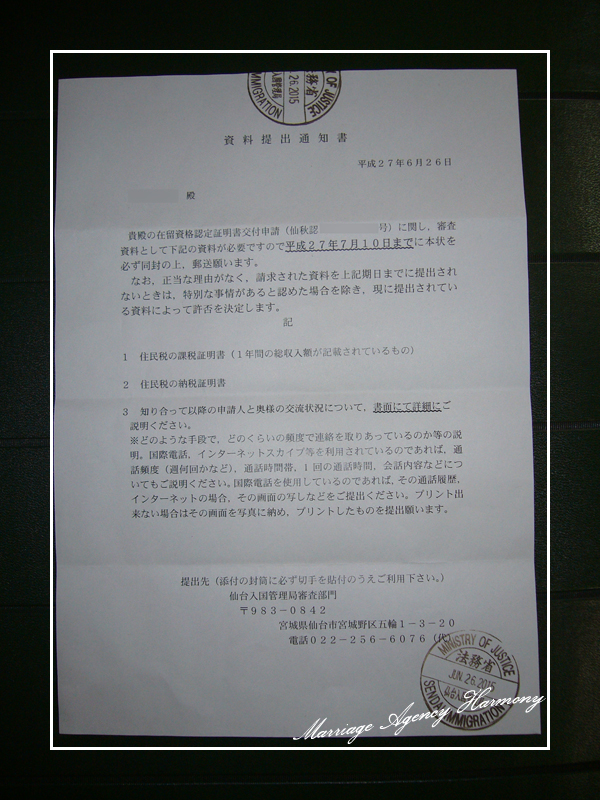 OF JUSTICE
法務省
26.2015
入国管理局
IMMIGRATION
資料提出通知書
平成27年6月26日
殿
貴殿の在留資格認定証明書交付申請（仙秋認　　　　号）に関し，審査
資料として下記の資料が必要ですので平成27年7月10日までに本状を
必ず同封の上，郵送願います。
なお，正当な理由がなく，請求された資料を上記期日までに提出され
ないときは，特別な事情があると認めた場合を除き，現に提出されてい
る資料によって許否を決定します。
記
1　住民税の課税証明書（1年間の総収入額が記載されているもの）
2　住民税の納税証明書
3　知り合って以降の申請人と奥様の交流状況について，書面にて詳細にご
説明ください。
※どのような手段で，どのくらいの頻度で連絡を取りあっているのか等の説
明。国際電話，インターネットスカイプ等を利用されているのであれば，通
話頻度（週何回かなど），通話時間帯，1回の通話時間，会話内容などにつ
いてもご説明ください。国際電話を使用しているのであれば，その通話履歴，
インターネットの場合，その画面の写しなどをご提出ください。プリント出
来ない場合はその画面を写真に納め，プリントしたものを提出願います。
提出先（添付の封筒に必ず切手を貼付のうえご利用下さい。）
仙台入国管理局審査部門
〒983－0842
宮城県仙台市宮城野区五輪1－3－20
電話022－256－6076（代）
MINISTRY OF JUSTICE
法務省
JUN 26.2015
仙台入
SENDAI IMMIGRATION
Marriage Agency Harmony